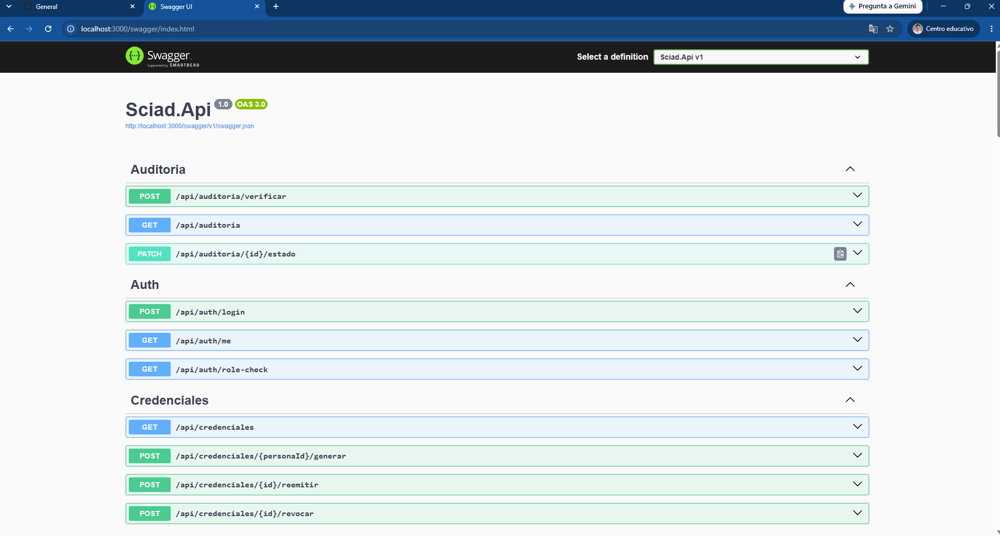 General
Swagger UI
Pregunta a Gemini
localhost:3000/swagger/index.html
Centro educativo
Swagger.
Supported by SMARTBEAR
Select a definition
Sciad.Api v1
Sciad.Api 1.0 OAS 3.0
http://localhost:3000/swagger/v1/swagger.json
Auditoria
POST /api/auditoria/verificar
GET /api/auditoria
PATCH /api/auditoria/{id}/estado
Auth
POST /api/auth/login
GET /api/auth/me
GET /api/auth/role-check
Credenciales
GET /api/credenciales
POST /api/credenciales/{personaId}/generar
POST /api/credenciales/{id}/reemitir
POST /api/credenciales/{id}/revocar